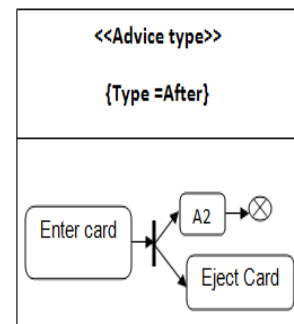 <<Advice type>>
{Type =After}
Enter card
A2
Eject Card